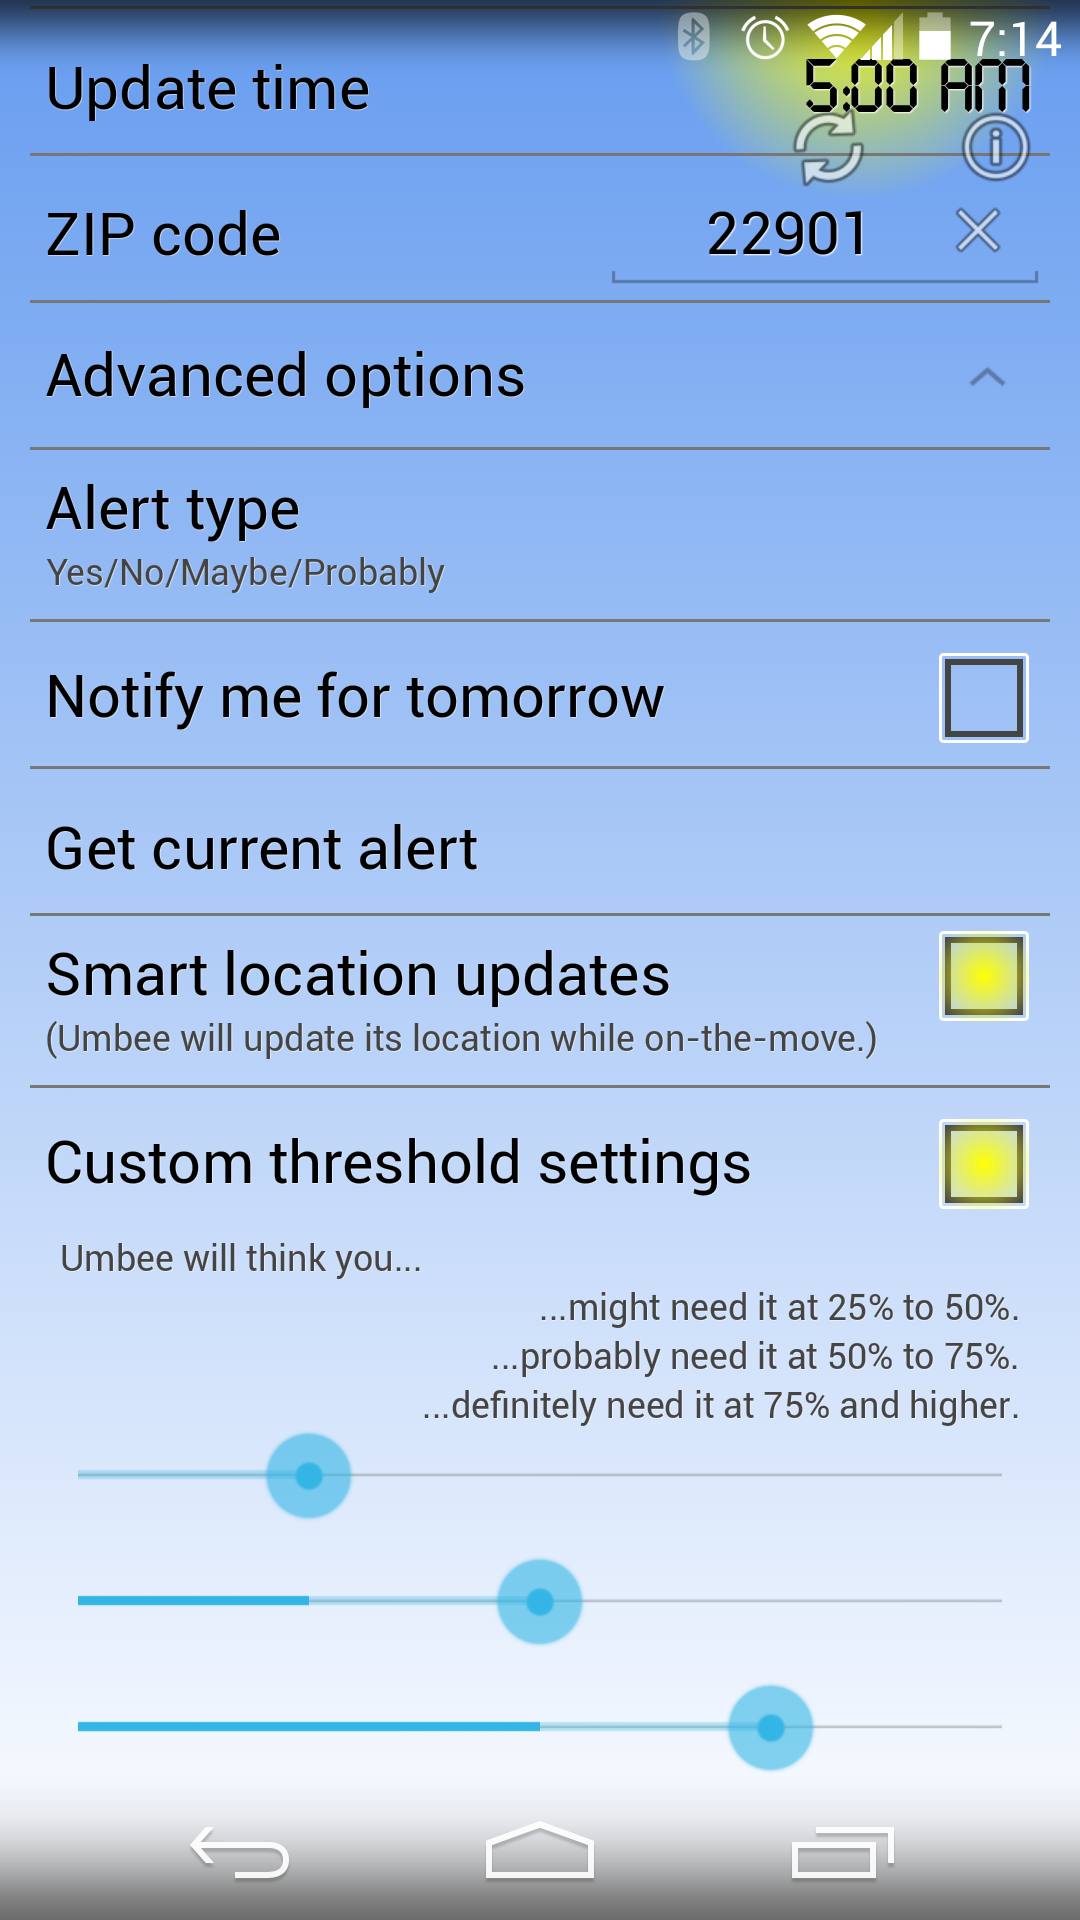 7:14
Update time 5:00 AM
ZIP code 22901
Advanced options
Alert type
Yes/No/Maybe/Probably
Notify me for tomorrow
Get current alert
Smart location updates
(Umbee will update its location while on-the-move.)
Custom threshold settings
Umbee will think you...
...might need it at 25% to 50%.
...probably need it at 50% to 75%.
...definitely need it at 75% and higher.